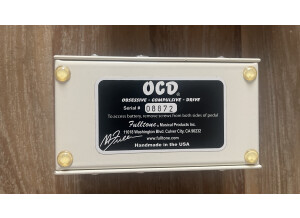 OCD
OBSESSIVE - COMPULSIVE - DRIVE
Serial # 08872
To access battery, remove screws from both sides of pedal
Fulltone Musical Products Inc.
11018 Washington Blvd. Culver City, CA 90232
www.fulltone.com
Handmade in the USA